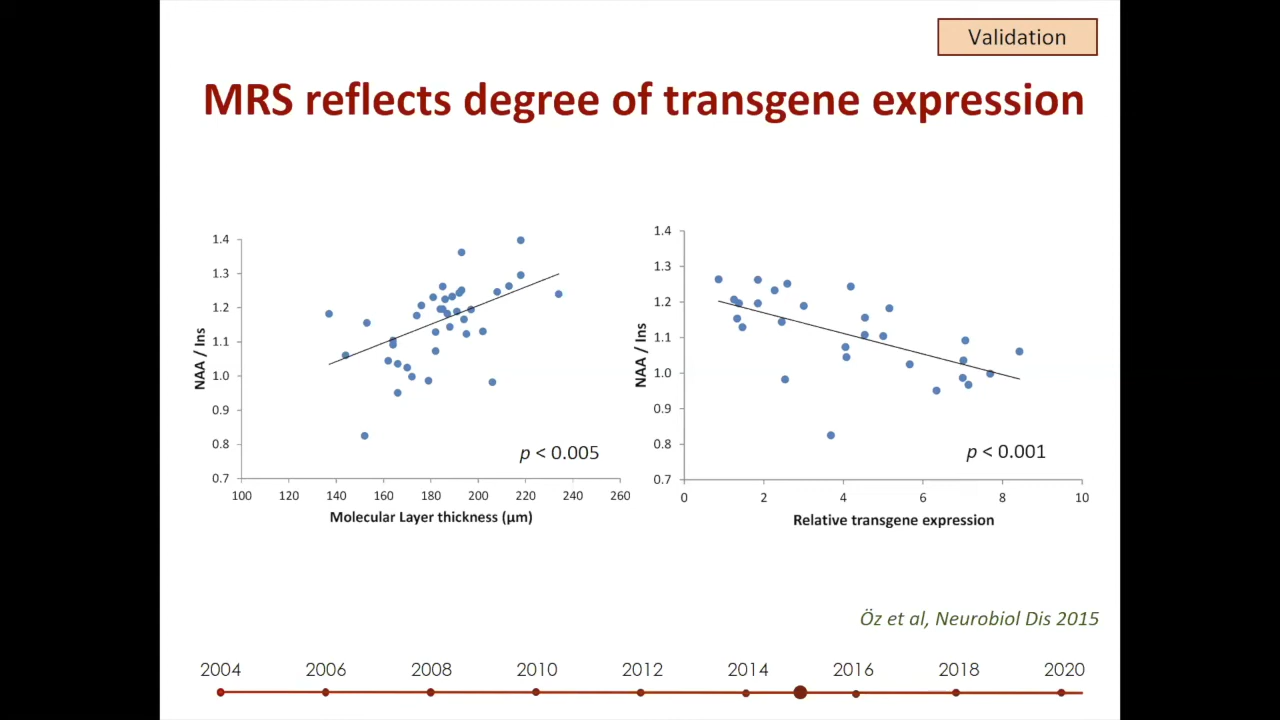 Validation
MRS reflects degree of transgene expression
NAA / Ins
1.4
1.3
1.2
1.1
1.0
0.9
0.8
0.7
100 120 140 160 180 200 220 240 260
Molecular Layer thickness (µm)
p < 0.005
NAA / Ins
1.4
1.3
1.2
1.1
1.0
0.9
0.8
0.7
0 2 4 6 8 10
Relative transgene expression
p < 0.001
Öz et al, Neurobiol Dis 2015
2004 2006 2008 2010 2012 2014 2016 2018 2020